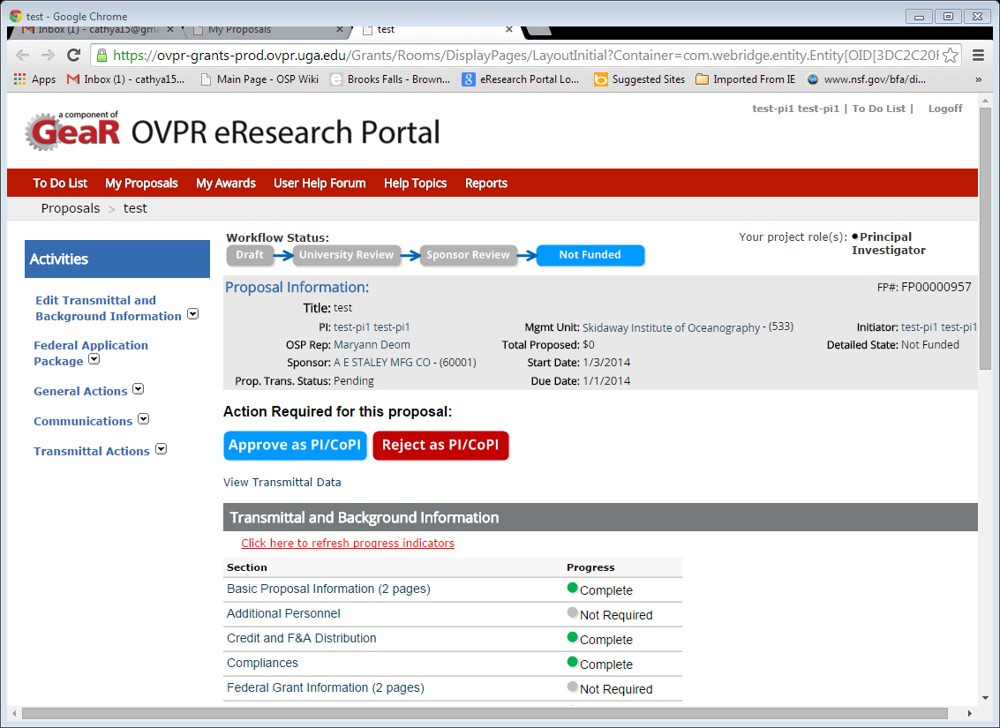 test - Google Chrome
Inbox (1) - cathya15@gma
My Proposals
test
https://ovpr-grants-prod.ovpr.uga.edu/Grants/Rooms/DisplayPages/LayoutInitial?Container=com.webridge.entity.Entity[OID[3DC2C20F
Apps Inbox (1) - cathya15... Main Page - OSP Wiki Brooks Falls - Brown... eResearch Portal Lo... Suggested Sites Imported From IE www.nsf.gov/bfa/di... »
test-pi1 test-pi1 | To Do List | Logoff
a component of
GeaR OVPR eResearch Portal
To Do List My Proposals My Awards User Help Forum Help Topics Reports
Proposals > test
Activities
Edit Transmittal and
Background Information
Federal Application
Package
General Actions
Communications
Transmittal Actions
Workflow Status:
Draft University Review Sponsor Review Not Funded
Your project role(s): ● Principal
Investigator
Proposal Information: FP#: FP00000957
Title: test
PI: test-pi1 test-pi1 Mgmt Unit: Skidaway Institute of Oceanography - (533) Initiator: test-pi1 test-pi1
OSP Rep: Maryann Deom Total Proposed: $0 Detailed State: Not Funded
Sponsor: A E STALEY MFG CO - (60001) Start Date: 1/3/2014
Prop. Trans. Status: Pending Due Date: 1/1/2014
Action Required for this proposal:
Approve as PI/CoPI Reject as PI/CoPI
View Transmittal Data
Transmittal and Background Information
Click here to refresh progress indicators
Section Progress
Basic Proposal Information (2 pages) Complete
Additional Personnel Not Required
Credit and F&A Distribution Complete
Compliances Complete
Federal Grant Information (2 pages) Not Required